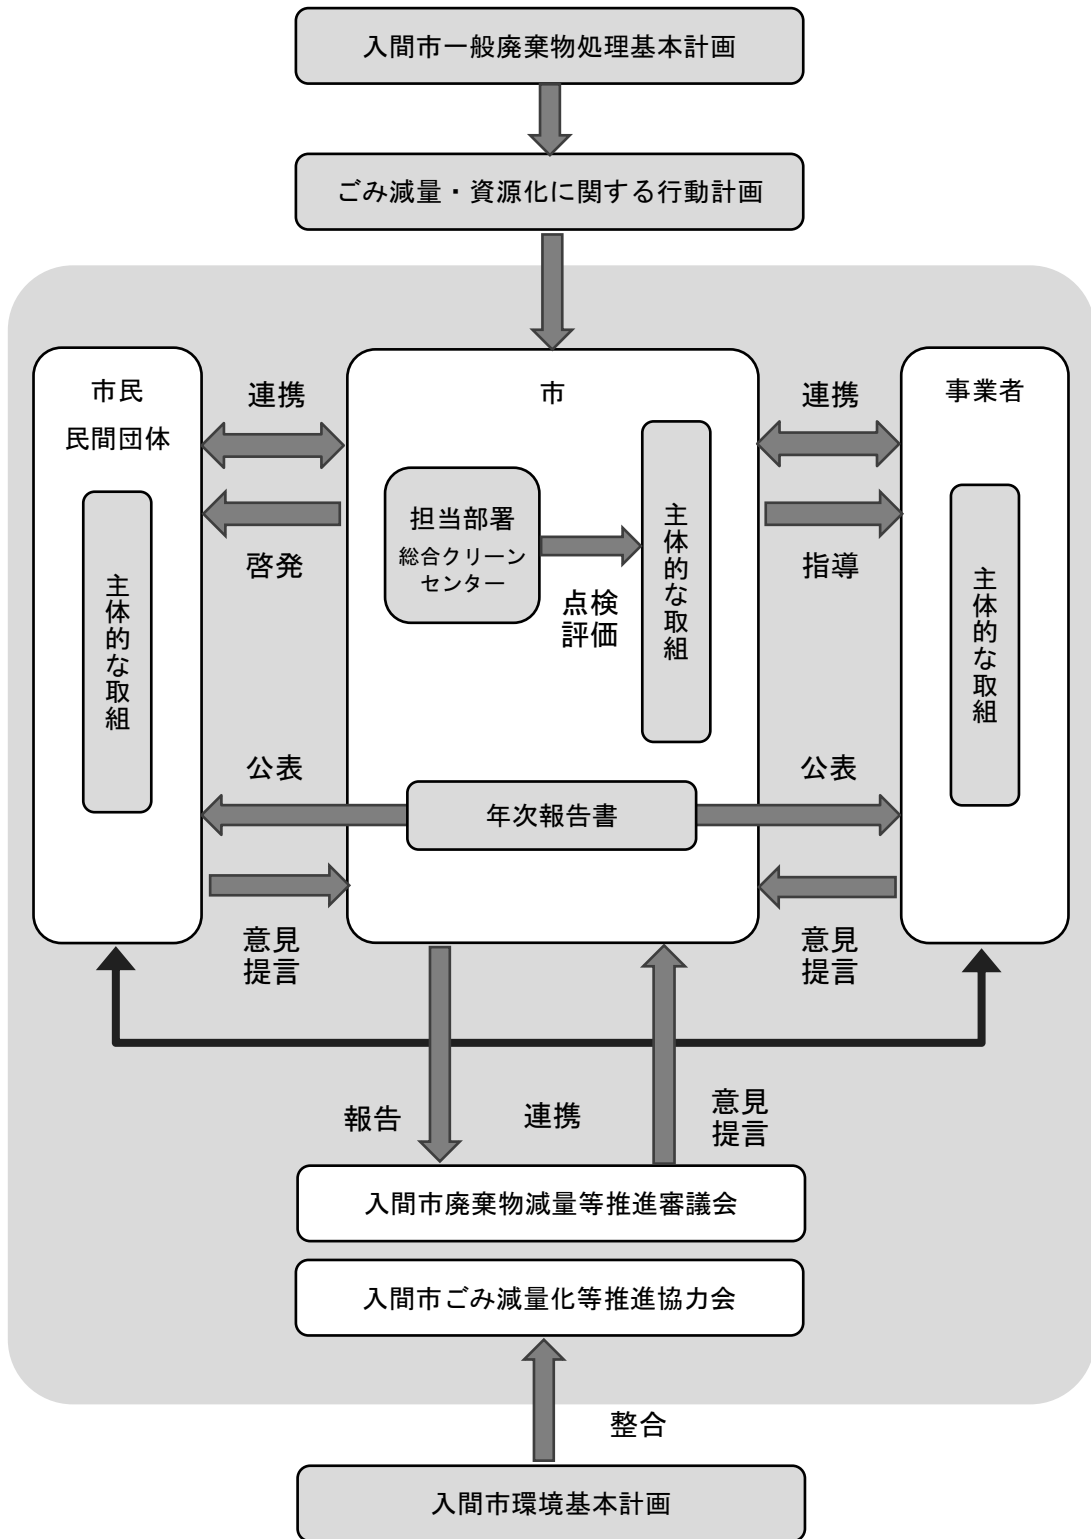 入間市一般廃棄物処理基本計画
ごみ減量・資源化に関する行動計画
市民
民間団体
主体的な取組
連携
啓発
市
担当部署
総合クリーン
センター
点検
評価
主体的な取組
連携
指導
事業者
主体的な取組
公表
年次報告書
公表
意見
提言
意見
提言
報告
連携
意見
提言
入間市廃棄物減量等推進審議会
入間市ごみ減量化等推進協力会
整合
入間市環境基本計画